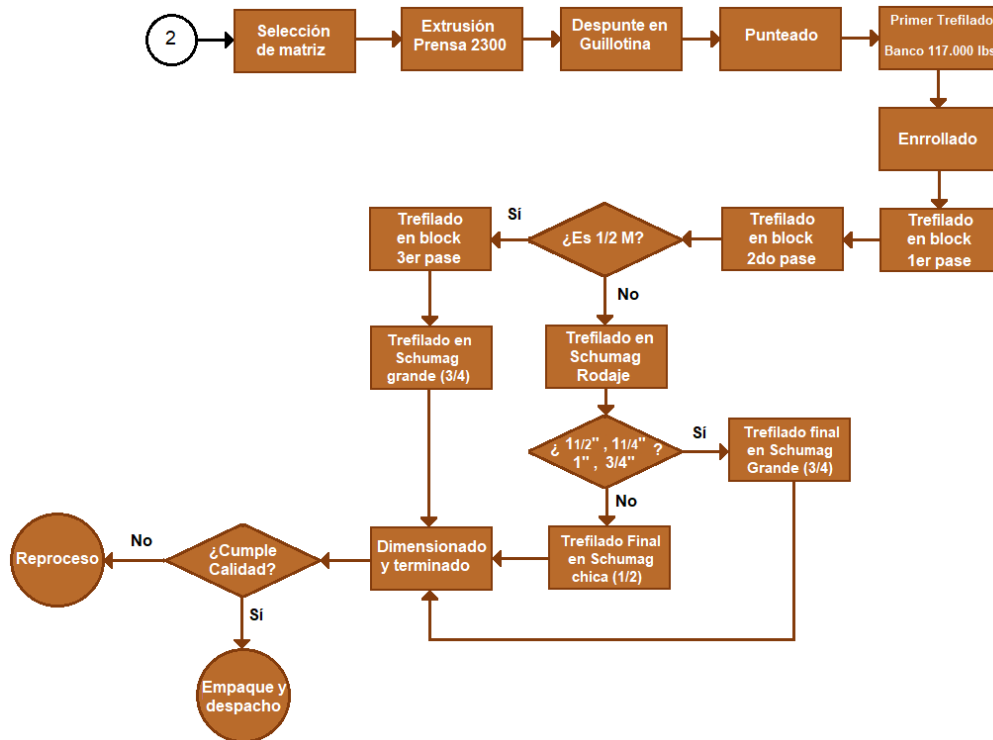 2
Selección
de matriz
Extrusión
Prensa 2300
Despunte en
Guillotina
Punteado
Primer Trefilado
Banco 117.000 lbs
Enrrollado
Trefilado
en block
1er pase
Trefilado
en block
2do pase
¿Es 1/2 M?
Sí
Trefilado
en block
3er pase
No
Trefilado en
Schumag
grande (3/4)
Trefilado en
Schumag
Rodaje
¿ 11/2" , 11/4" ?
1" , 3/4"
Sí
Trefilado final
en Schumag
Grande (3/4)
No
Trefilado Final
en Schumag
chica (1/2)
Dimensionado
y terminado
¿Cumple
Calidad?
No
Reproceso
Sí
Empaque y
despacho